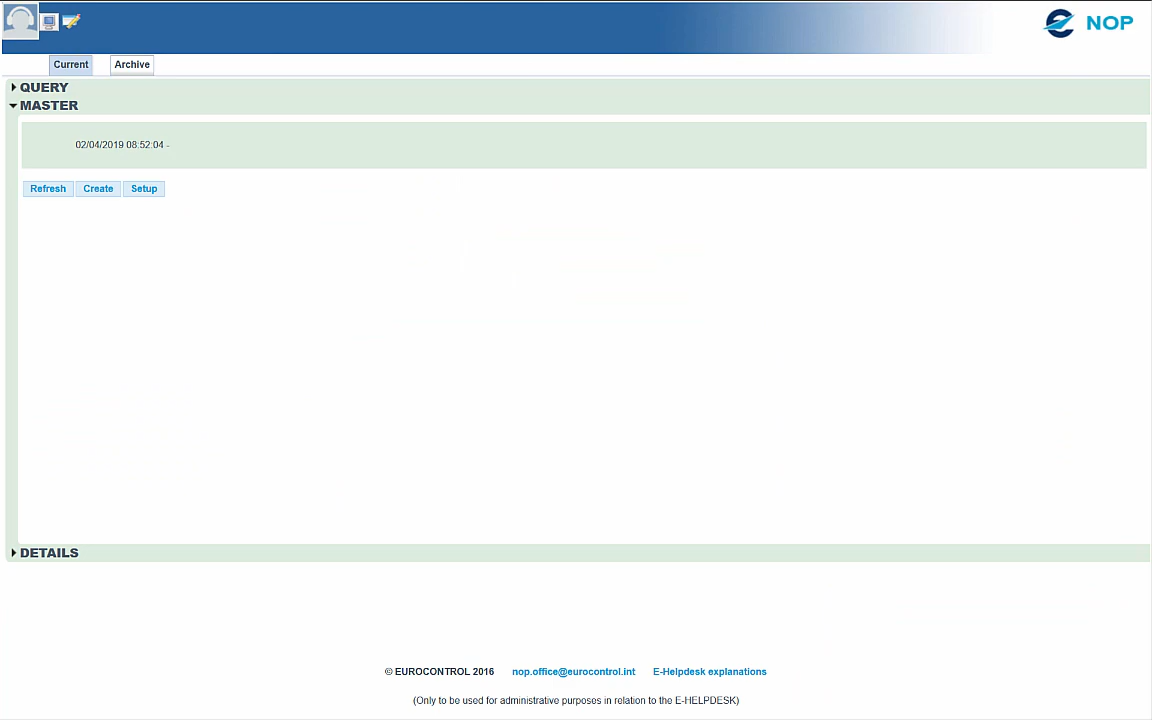 NOP
Current Archive
QUERY
MASTER
02/04/2019 08:52:04 -
Refresh Create Setup
DETAILS
© EUROCONTROL 2016 nop.office@eurocontrol.int E-Helpdesk explanations
(Only to be used for administrative purposes in relation to the E-HELPDESK)